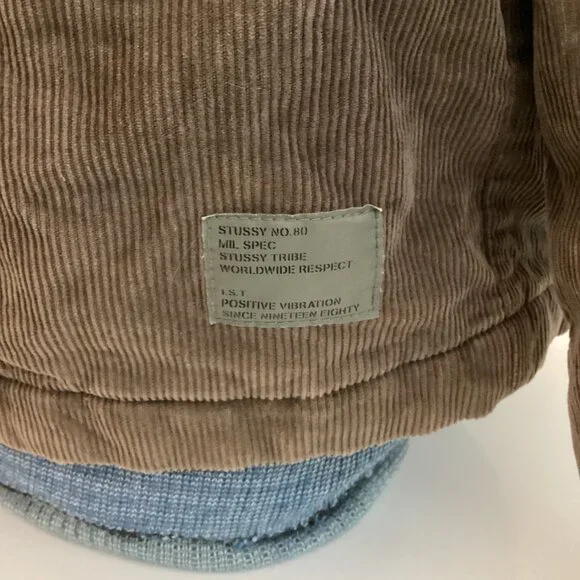 STUSSY NO.80
MIL SPEC
STUSSY TRIBE
WORLDWIDE RESPECT
I.S.T
POSITIVE VIBRATION
SINCE NINETEEN EIGHTY